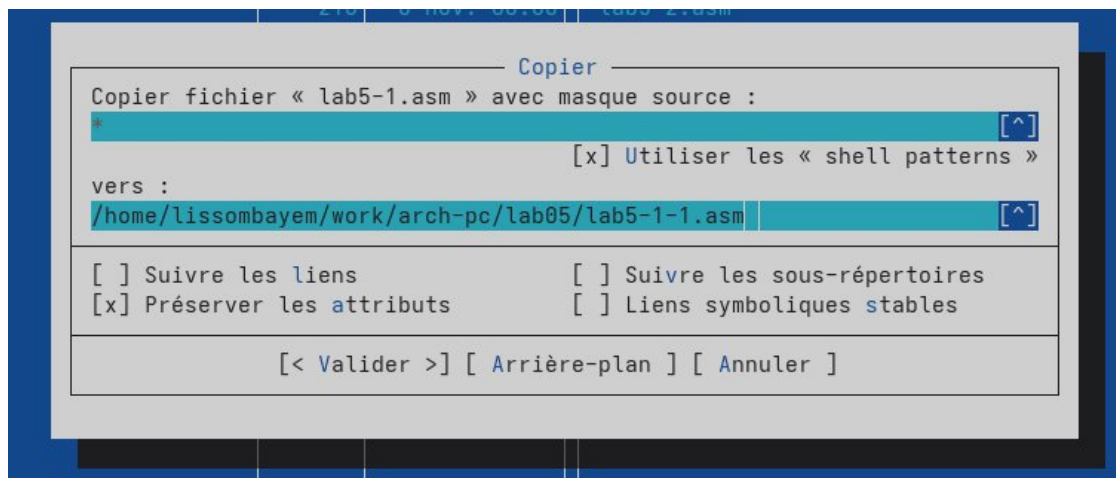 Copier
Copier fichier « lab5-1.asm » avec masque source :
* [^]
[x] Utiliser les « shell patterns »
vers :
/home/lissombayem/work/arch-pc/lab05/lab5-1-1.asm [^]
[ ] Suivre les liens [ ] Suivre les sous-répertoires
[x] Préserver les attributs [ ] Liens symboliques stables
[< Valider >] [ Arrière-plan ] [ Annuler ]